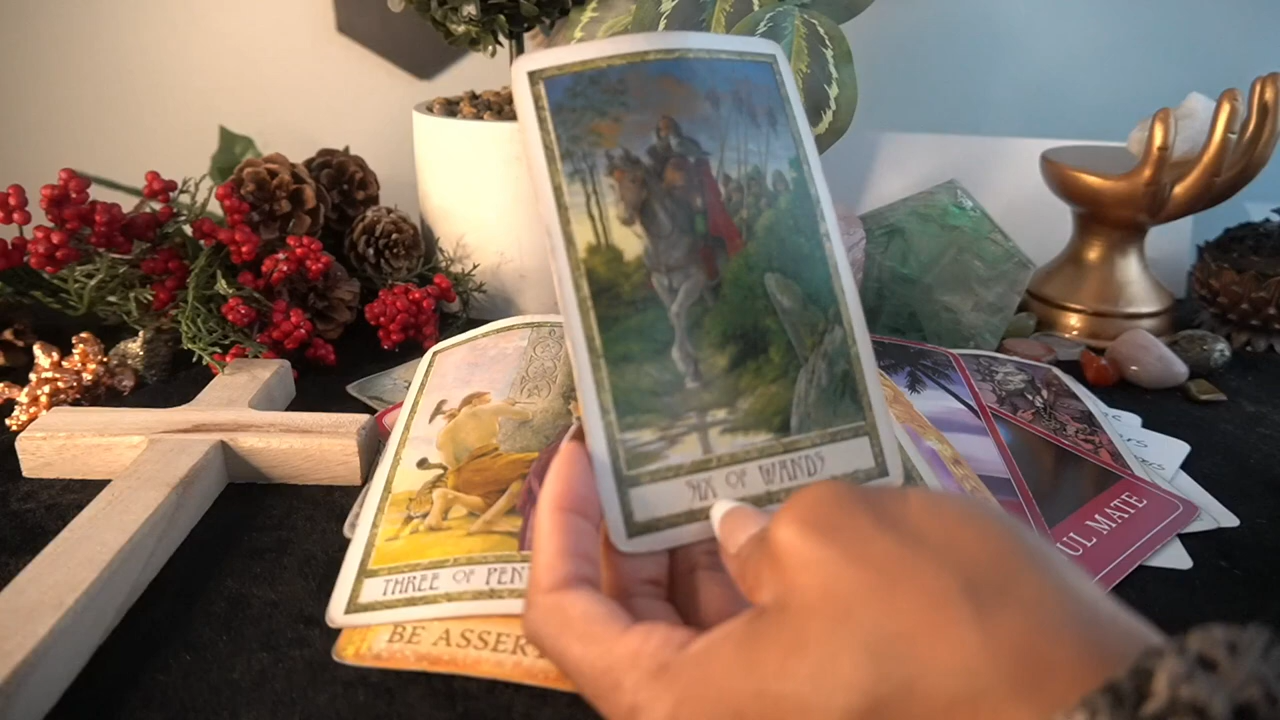 SIX OF WANDS
THREE OF PEN
BE ASSER
UL MATE